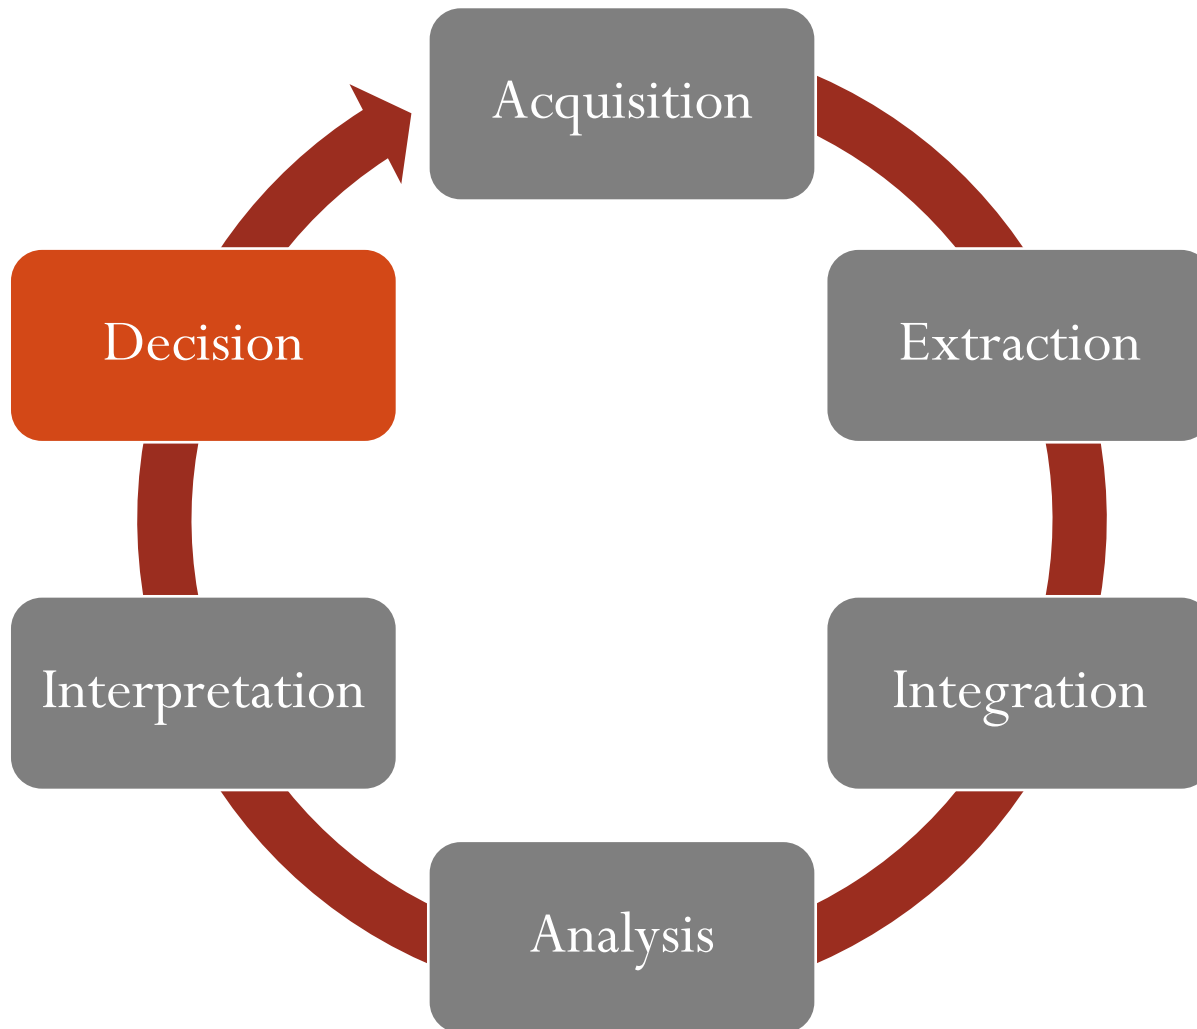 Acquisition
Extraction
Integration
Analysis
Interpretation
Decision